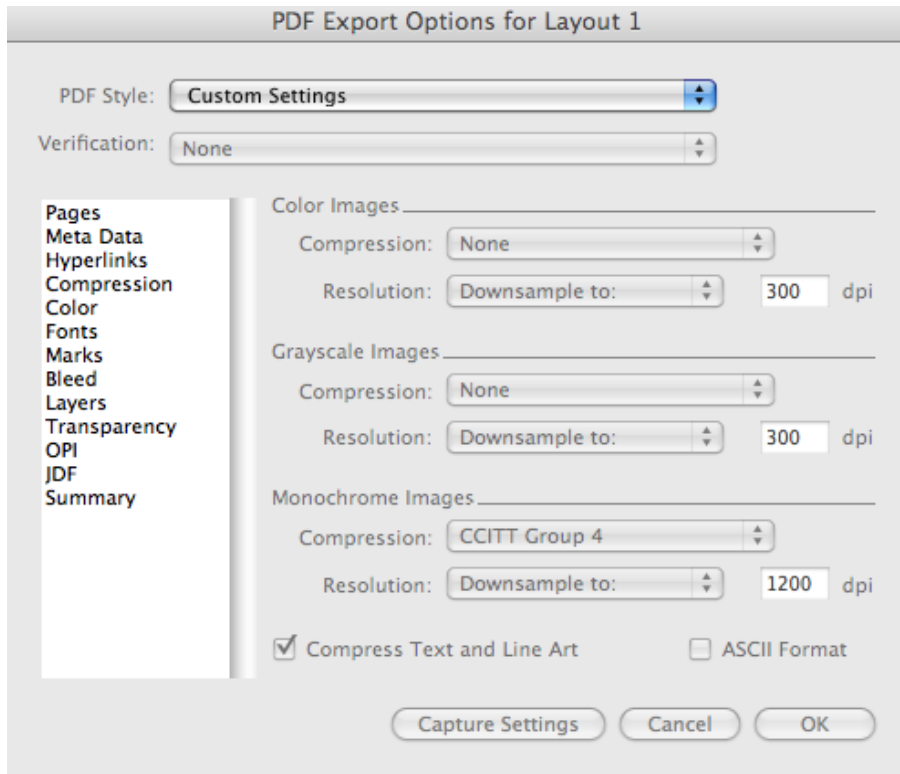 PDF Export Options for Layout 1
PDF Style: Custom Settings
Verification: None
Pages
Meta Data
Hyperlinks
Compression
Color
Fonts
Marks
Bleed
Layers
Transparency
OPI
JDF
Summary
Color Images
Compression: None
Resolution: Downsample to: 300 dpi
Grayscale Images
Compression: None
Resolution: Downsample to: 300 dpi
Monochrome Images
Compression: CCITT Group 4
Resolution: Downsample to: 1200 dpi
Compress Text and Line Art ASCII Format
Capture Settings Cancel OK